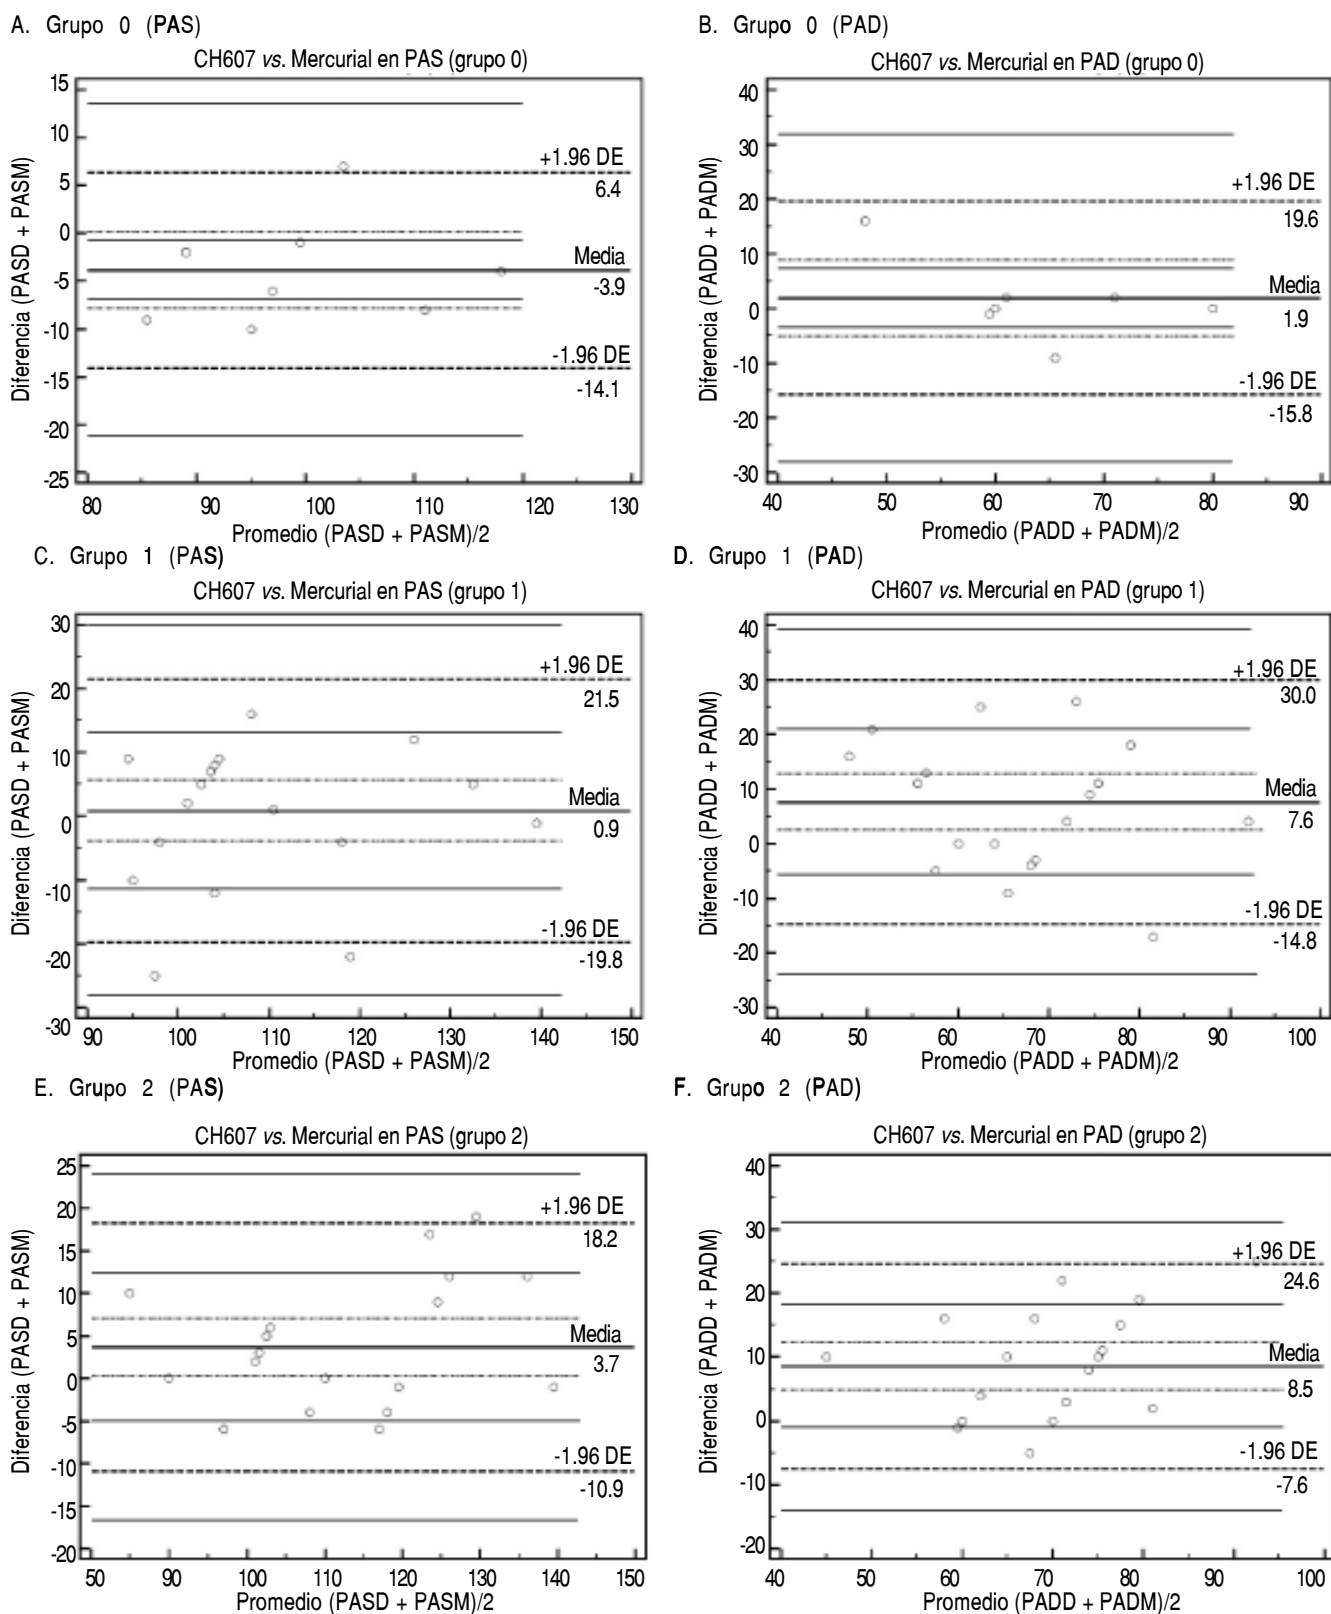 A. Grupo 0 (PAS)
CH607 vs. Mercurial en PAS (grupo 0)
Diferencia (PASD + PASM)
15
10
5
0
-5
-10
-15
-20
-25
+1.96 DE
6.4
Media
-3.9
-1.96 DE
-14.1
80 90 100 110 120 130
Promedio (PASD + PASM)/2
B. Grupo 0 (PAD)
CH607 vs. Mercurial en PAD (grupo 0)
Diferencia (PADD + PADM)
40
30
20
10
0
-10
-20
-30
+1.96 DE
19.6
Media
1.9
-1.96 DE
-15.8
40 50 60 70 80 90
Promedio (PADD + PADM)/2
C. Grupo 1 (PAS)
CH607 vs. Mercurial en PAS (grupo 1)
Diferencia (PASD + PASM)
30
20
10
0
-10
-20
-30
+1.96 DE
21.5
Media
0.9
-1.96 DE
-19.8
90 100 110 120 130 140 150
Promedio (PASD + PASM)/2
D. Grupo 1 (PAD)
CH607 vs. Mercurial en PAD (grupo 1)
Diferencia (PADD + PADM)
40
30
20
10
0
-10
-20
-30
+1.96 DE
30.0
Media
7.6
-1.96 DE
-14.8
40 50 60 70 80 90 100
Promedio (PADD + PADM)/2
E. Grupo 2 (PAS)
CH607 vs. Mercurial en PAS (grupo 2)
Diferencia (PASD + PASM)
25
20
15
10
5
0
-5
-10
-15
-20
+1.96 DE
18.2
Media
3.7
-1.96 DE
-10.9
50 90 100 110 120 130 140 150
Promedio (PASD + PASM)/2
F. Grupo 2 (PAD)
CH607 vs. Mercurial en PAD (grupo 2)
Diferencia (PADD + PADM)
40
30
20
10
0
-10
-20
+1.96 DE
24.6
Media
8.5
-1.96 DE
-7.6
40 50 60 70 80 90 100
Promedio (PADD + PADM)/2